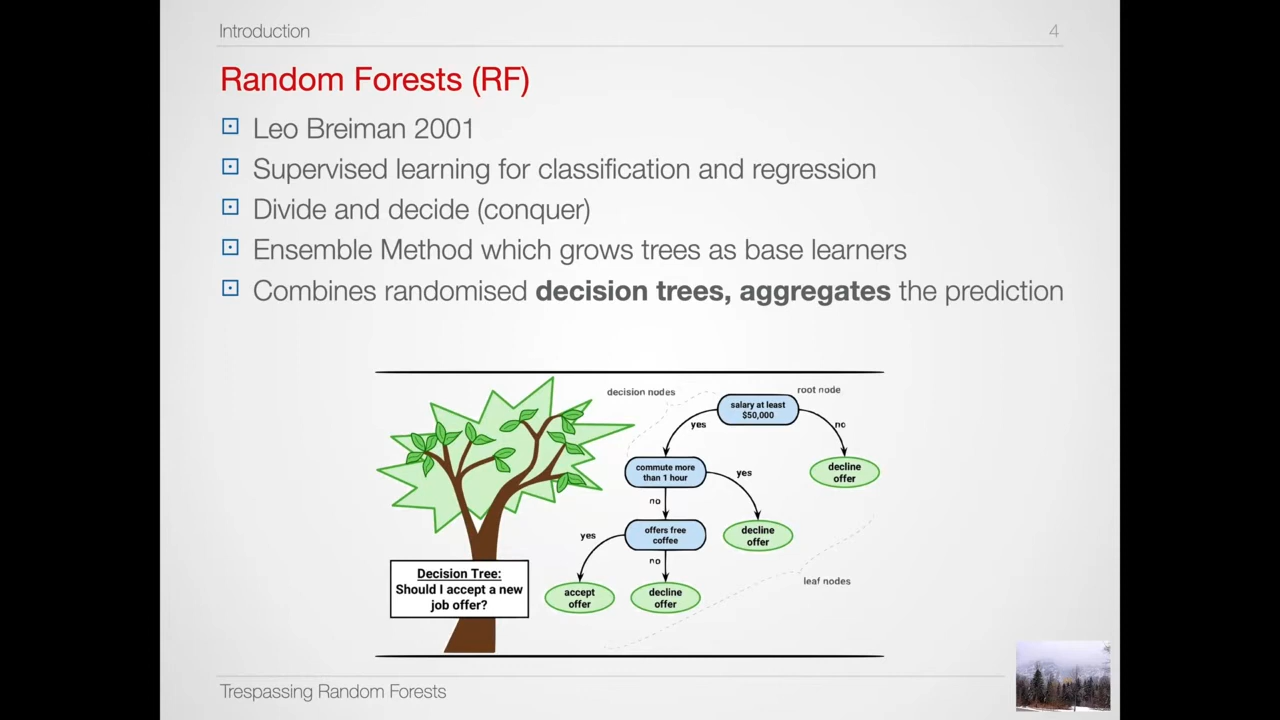 Introduction 4
Random Forests (RF)
Leo Breiman 2001
Supervised learning for classification and regression
Divide and decide (conquer)
Ensemble Method which grows trees as base learners
Combines randomised decision trees, aggregates the prediction
decision nodes
root node
salary at least
$50,000
yes
no
commute more
than 1 hour
yes
decline
offer
no
offers free
coffee
decline
offer
yes
no
accept
offer
decline
offer
leaf nodes
Decision Tree:
Should I accept a new
job offer?
Trespassing Random Forests